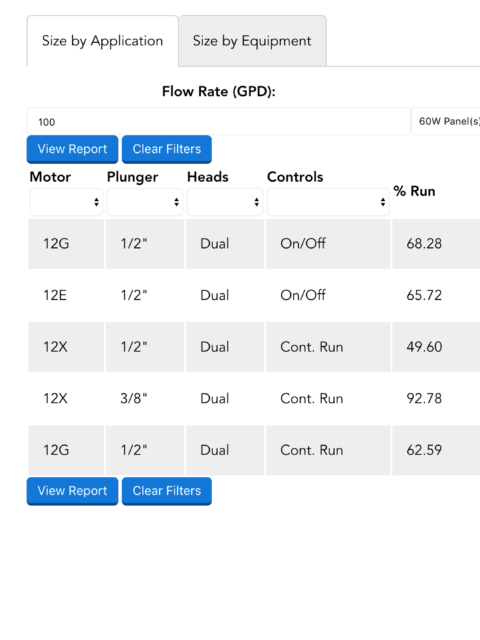 Size by Application Size by Equipment
Flow Rate (GPD):
100 60W Panel(s)
View Report Clear Filters
Motor Plunger Heads Controls % Run
12G 1/2" Dual On/Off 68.28
12E 1/2" Dual On/Off 65.72
12X 1/2" Dual Cont. Run 49.60
12X 3/8" Dual Cont. Run 92.78
12G 1/2" Dual Cont. Run 62.59
View Report Clear Filters